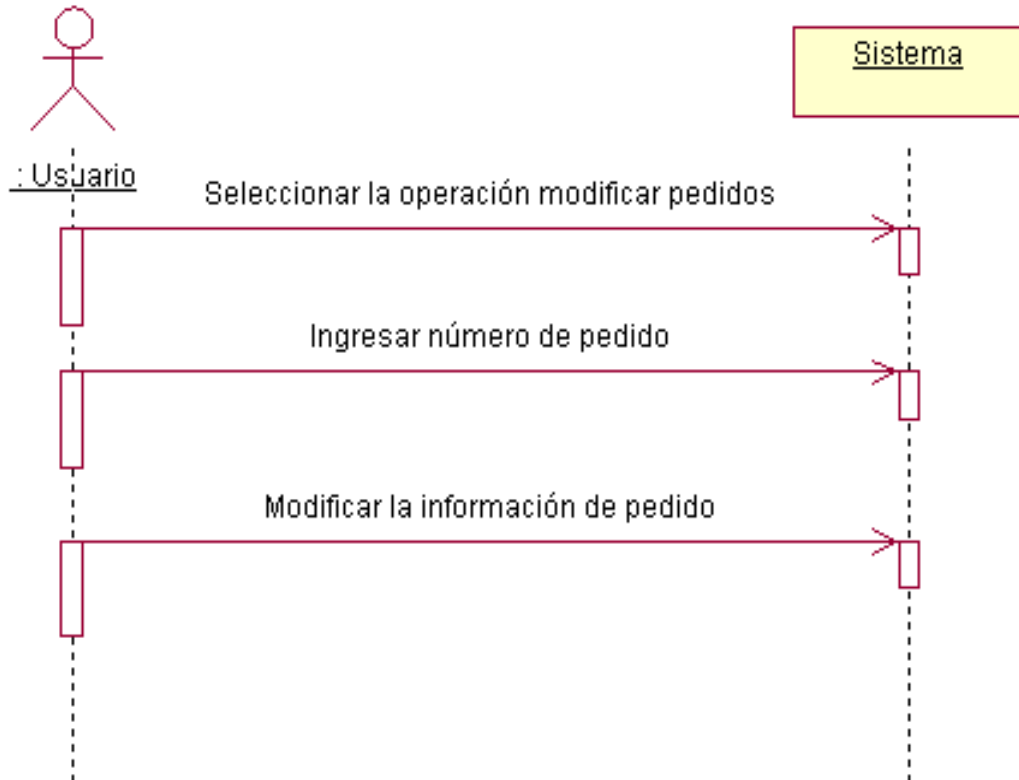 Sistema
: Usuario
Seleccionar la operación modificar pedidos
Ingresar número de pedido
Modificar la información de pedido